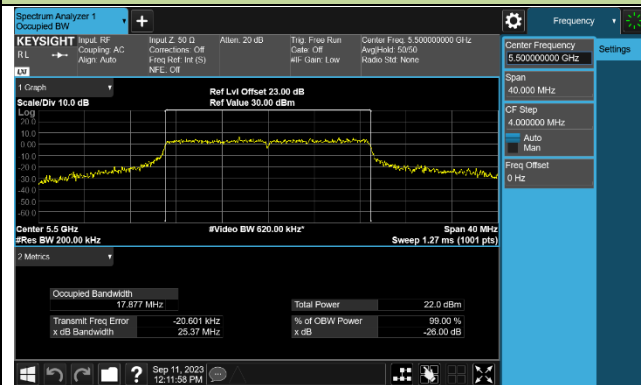 Spectrum Analyzer 1
Occupied BW
Frequency
KEYSIGHT
RL
LXI
Input: RF
Coupling: AC
Align: Auto
Input Z: 50 Ω
Corrections: Off
Freq Ref: Int (S)
NFE: Off
Atten: 20 dB
Trig: Free Run
Gate: Off
#IF Gain: Low
Center Freq: 5.500000000 GHz
Avg|Hold: 50/50
Radio Std: None
Center Frequency
5.500000000 GHz
Settings
Span
40.000 MHz
CF Step
4.000000 MHz
Auto
Man
Freq Offset
0 Hz
1 Graph
Scale/Div 10.0 dB
Ref Lvl Offset 23.00 dB
Ref Value 30.00 dBm
Log
20.0
10.0
0.00
-10.0
-20.0
-30.0
-40.0
-50.0
-60.0
Center 5.5 GHz
#Res BW 200.00 kHz
#Video BW 620.00 kHz*
Span 40 MHz
Sweep 1.27 ms (1001 pts)
2 Metrics
Occupied Bandwidth
17.877 MHz
Total Power 22.0 dBm
Transmit Freq Error -20.601 kHz
% of OBW Power 99.00 %
x dB Bandwidth 25.37 MHz
x dB -26.00 dB
Sep 11, 2023
12:11:58 PM